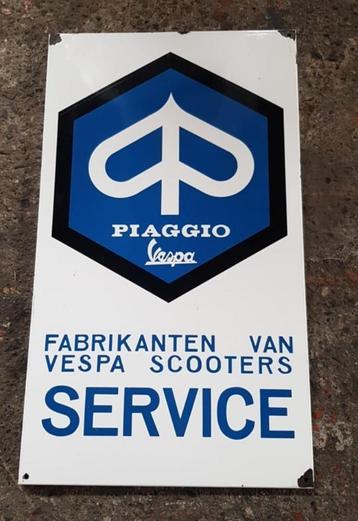 PIAGGIO
Vespa
FABRIKANTEN VAN
VESPA SCOOTERS
SERVICE